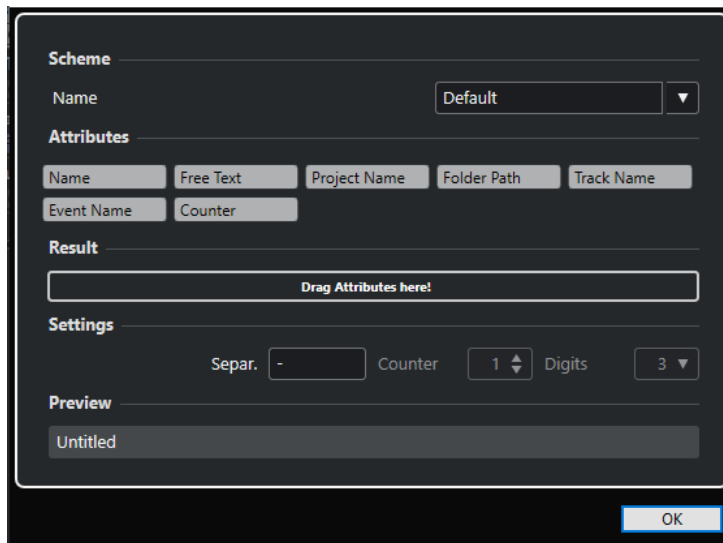 Scheme
Name Default
Attributes
Name Free Text Project Name Folder Path Track Name
Event Name Counter
Result
Drag Attributes here!
Settings
Separ. - Counter 1 Digits 3
Preview
Untitled
OK